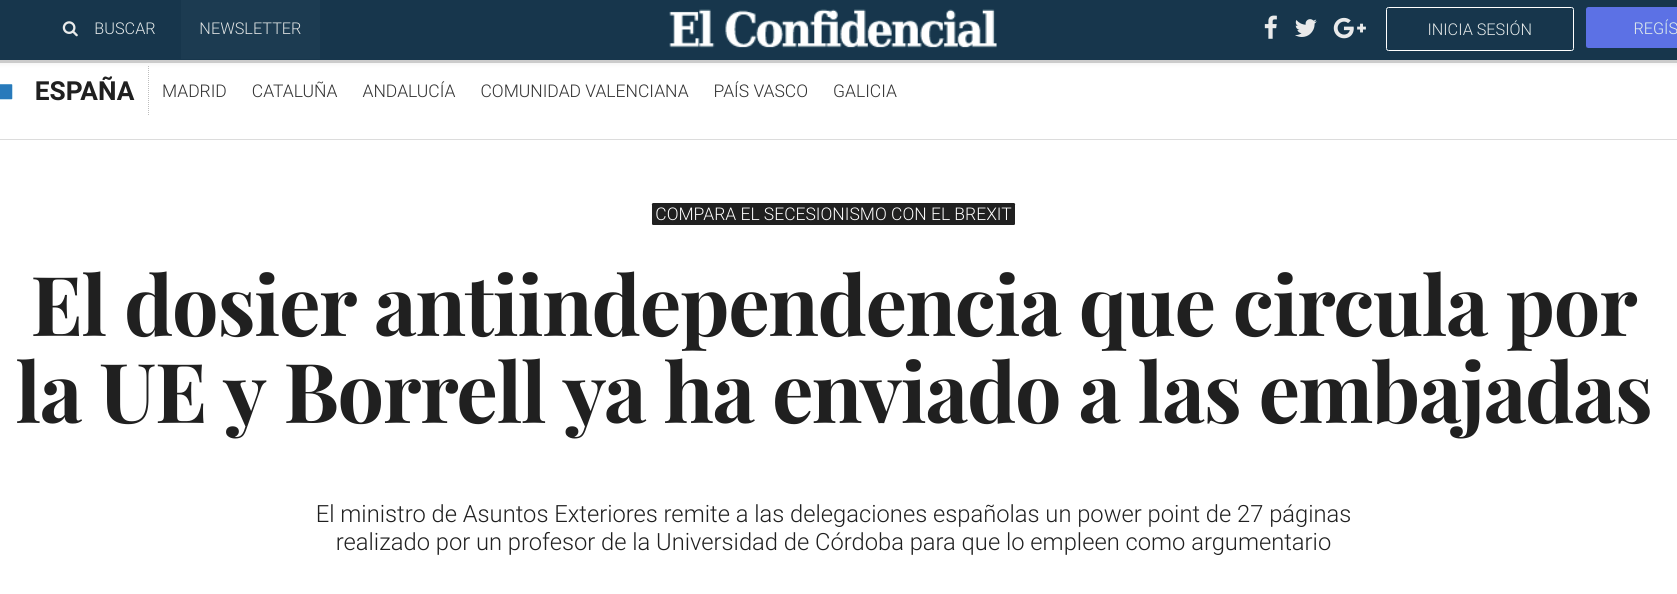 BUSCAR NEWSLETTER El Confidencial INICIA SESIÓN
ESPAÑA MADRID CATALUÑA ANDALUCÍA COMUNIDAD VALENCIANA PAÍS VASCO GALICIA
COMPARA EL SECESIONISMO CON EL BREXIT
El dosier antiindependencia que circula por
la UE y Borrell ya ha enviado a las embajadas
El ministro de Asuntos Exteriores remite a las delegaciones españolas un power point de 27 páginas
realizado por un profesor de la Universidad de Córdoba para que lo empleen como argumentario